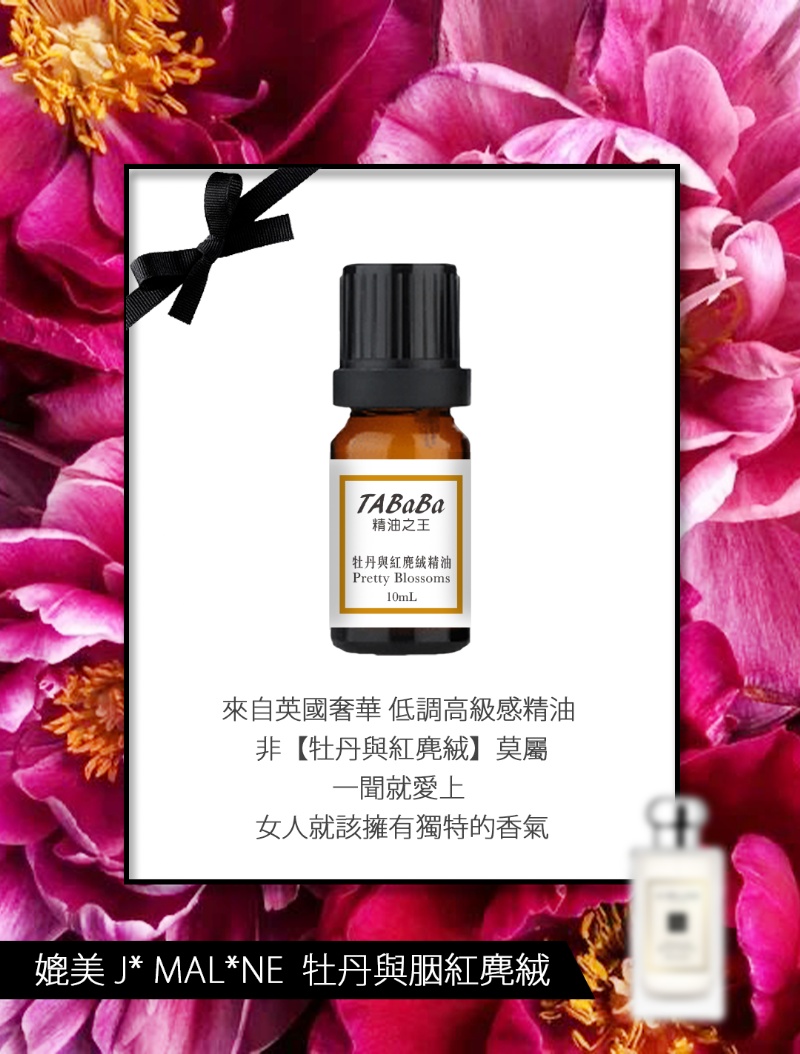 TABaBa
精油之王
牡丹與紅麂絨精油
Pretty Blossoms
10mL
來自英國奢華 低調高級感精油
非【牡丹與紅麂絨】莫屬
一聞就愛上
女人就該擁有獨特的香氣
媲美 J* MAL*NE 牡丹與胭紅麂絨